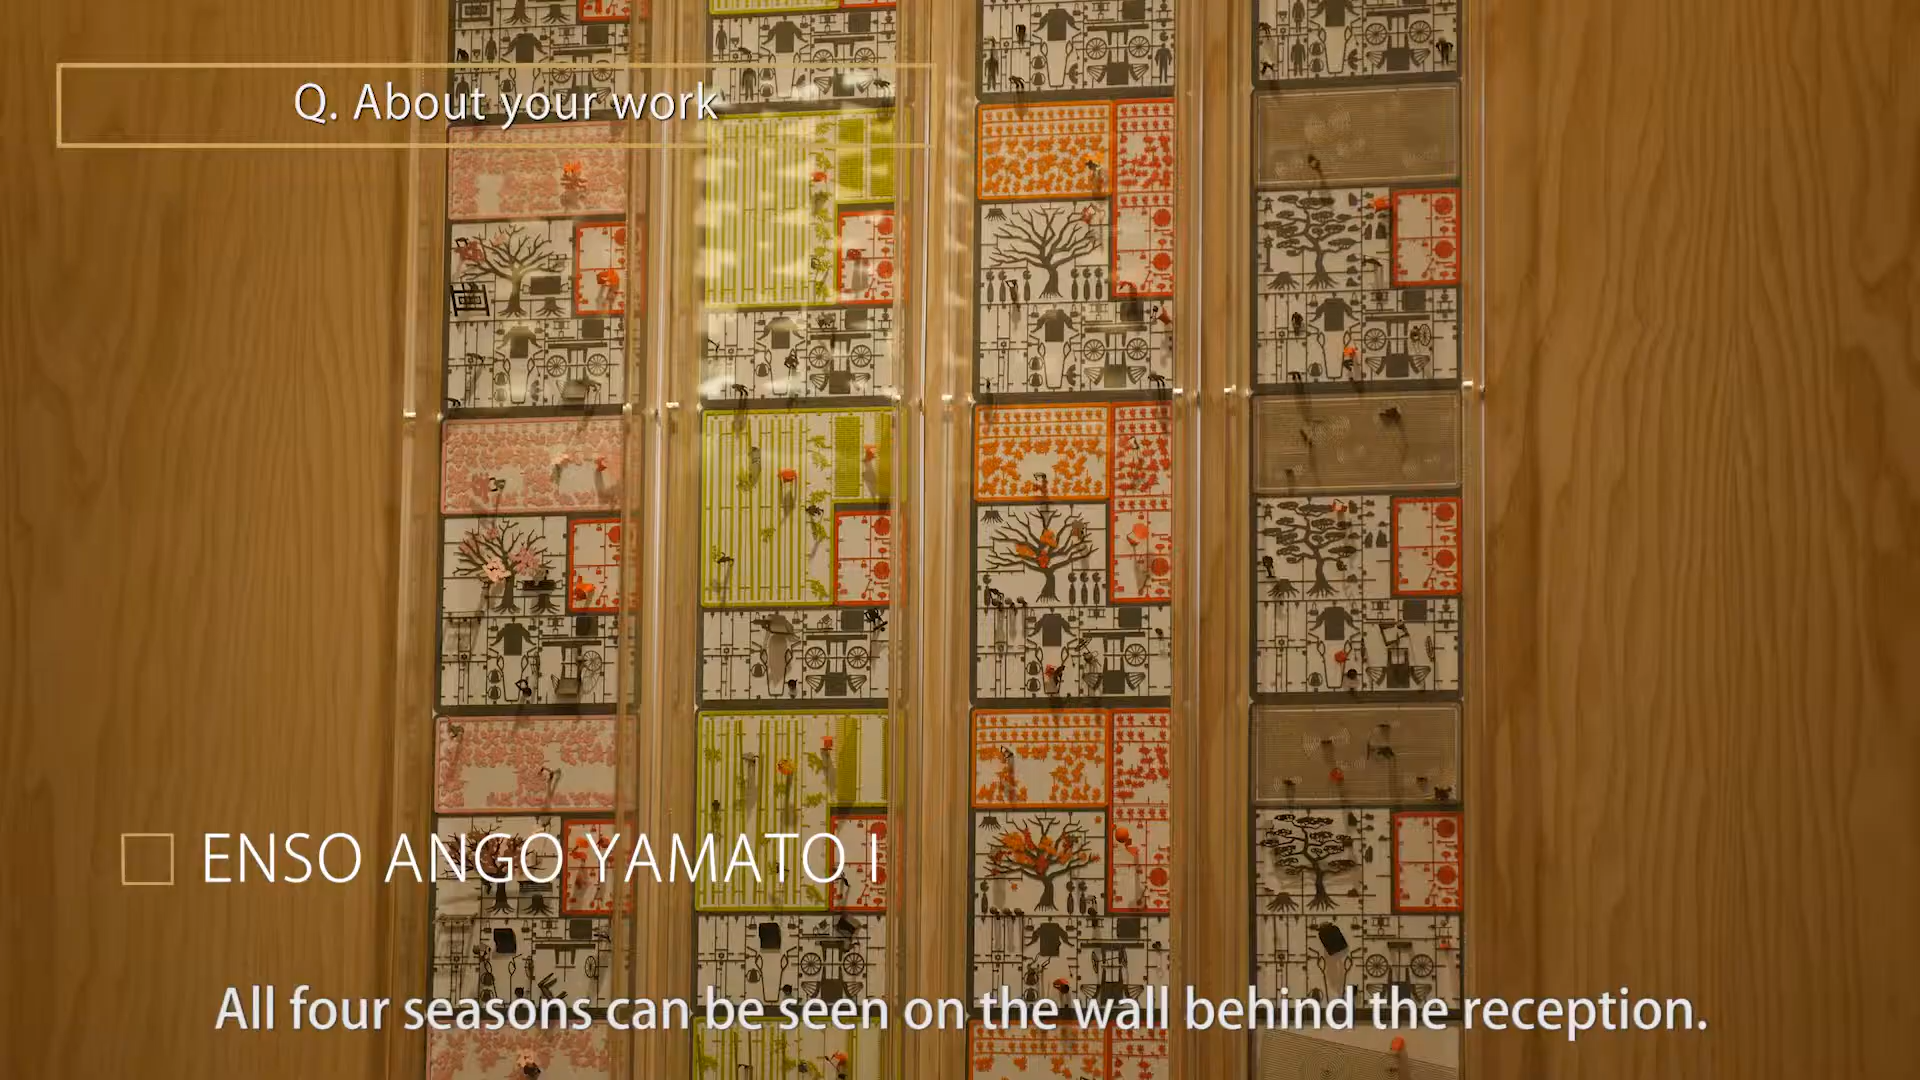 Q. About your work
ENSO ANGO YAMATO I
All four seasons can be seen on the wall behind the reception.